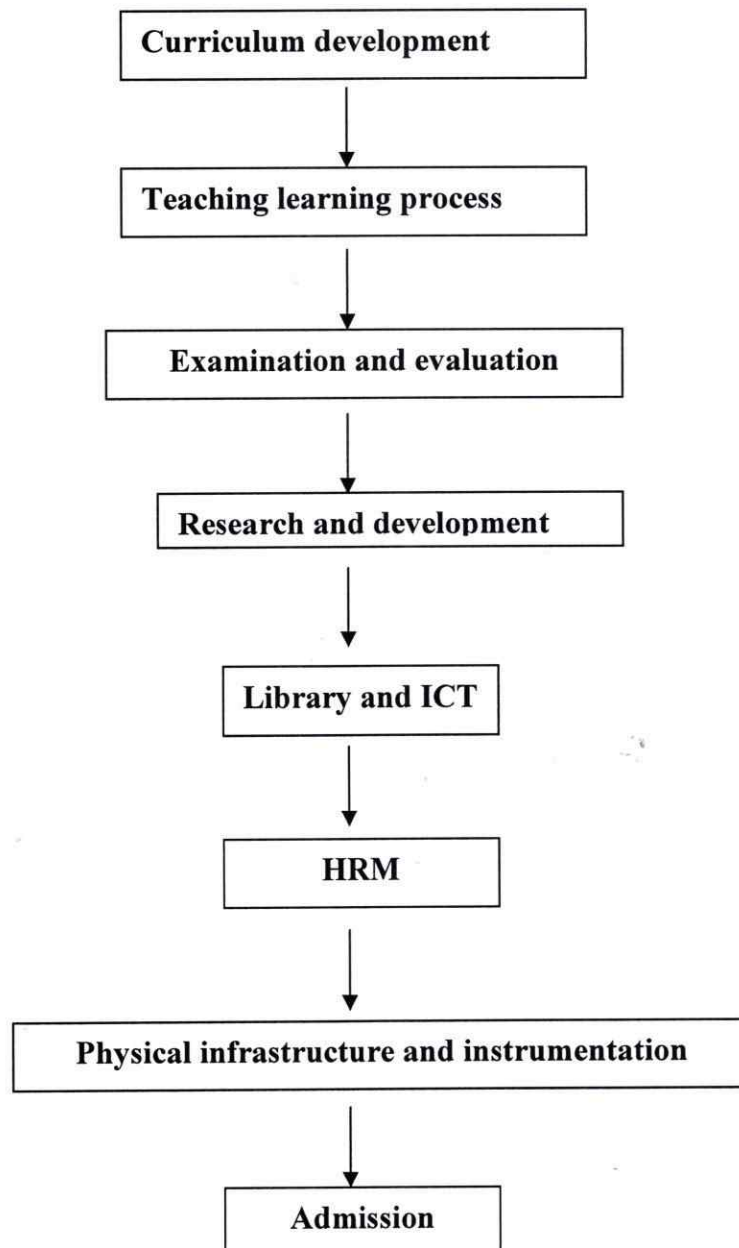 Curriculum development
Teaching learning process
Examination and evaluation
Research and development
Library and ICT
HRM
Physical infrastructure and instrumentation
Admission